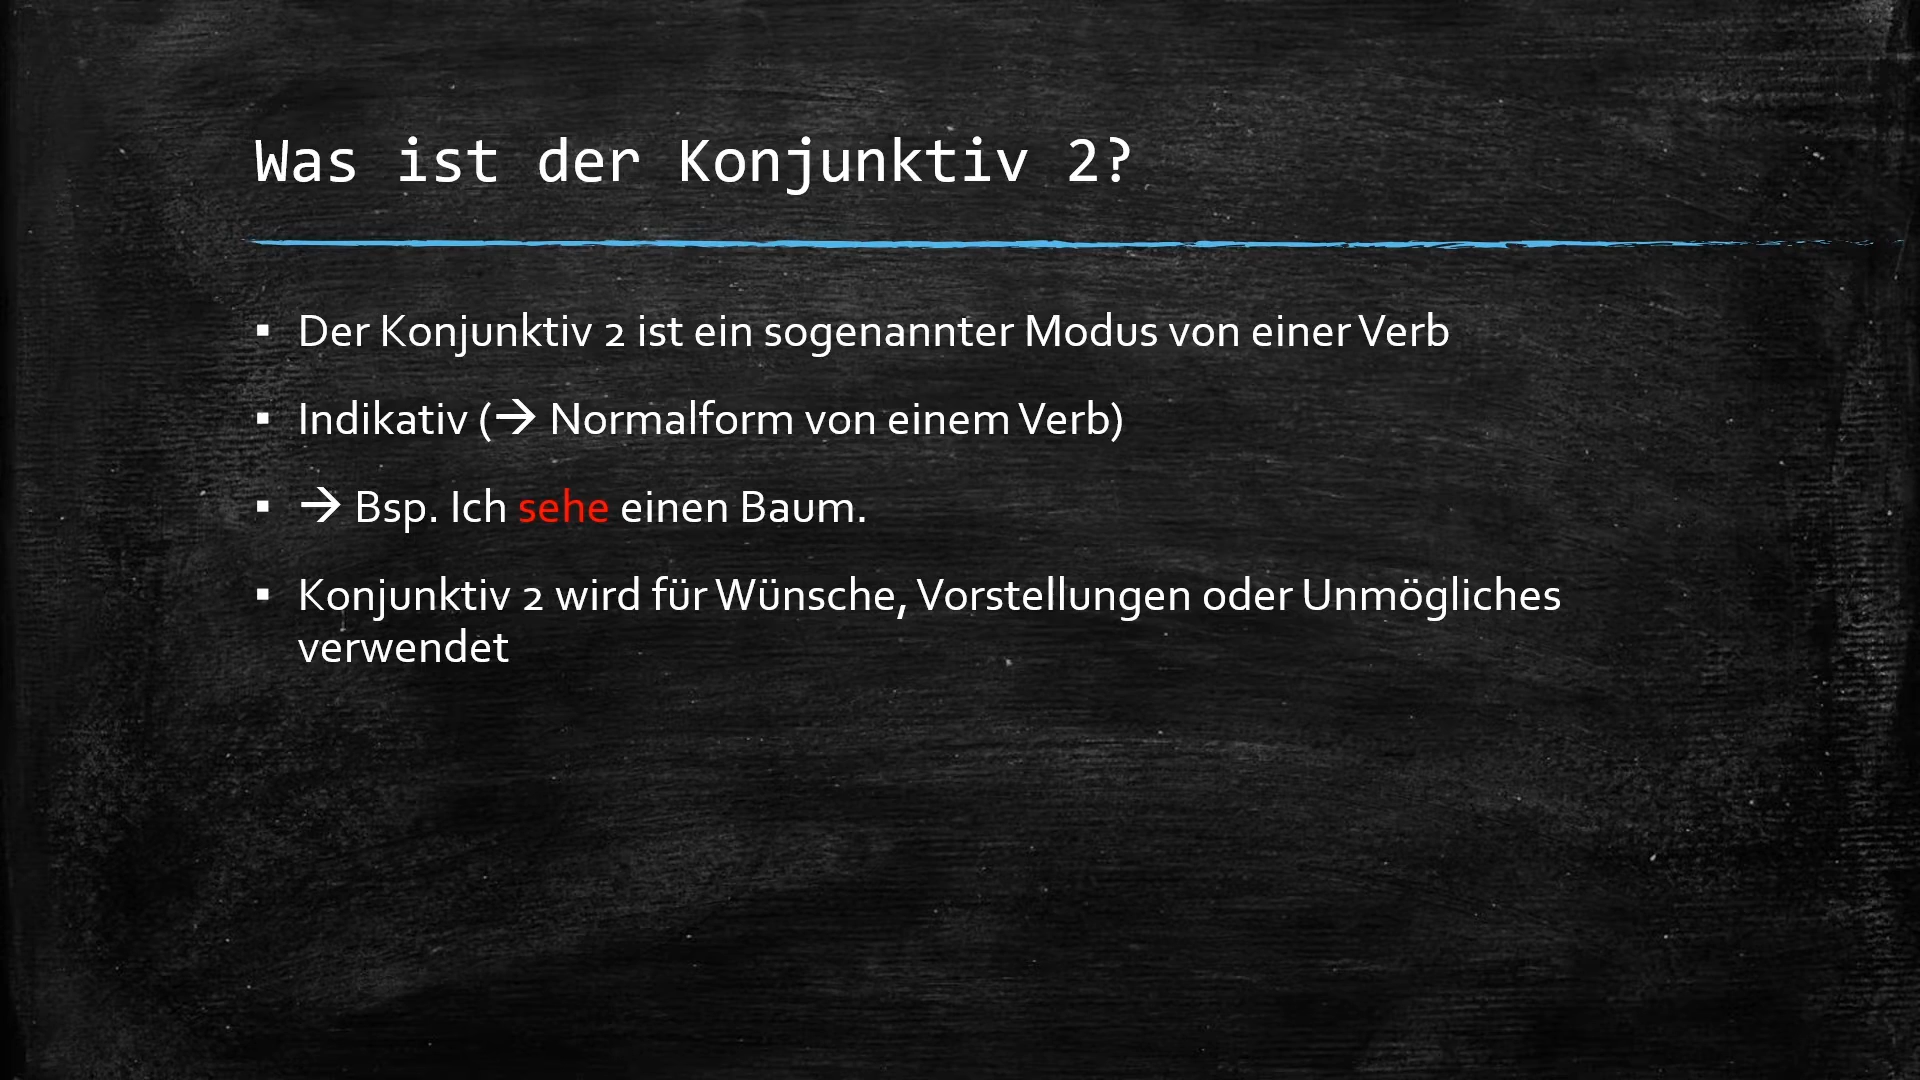 Was ist der Konjunktiv 2?
▪ Der Konjunktiv 2 ist ein sogenannter Modus von einer Verb
▪ Indikativ (→ Normalform von einem Verb)
▪ → Bsp. Ich sehe einen Baum.
▪ Konjunktiv 2 wird für Wünsche, Vorstellungen oder Unmögliches
verwendet